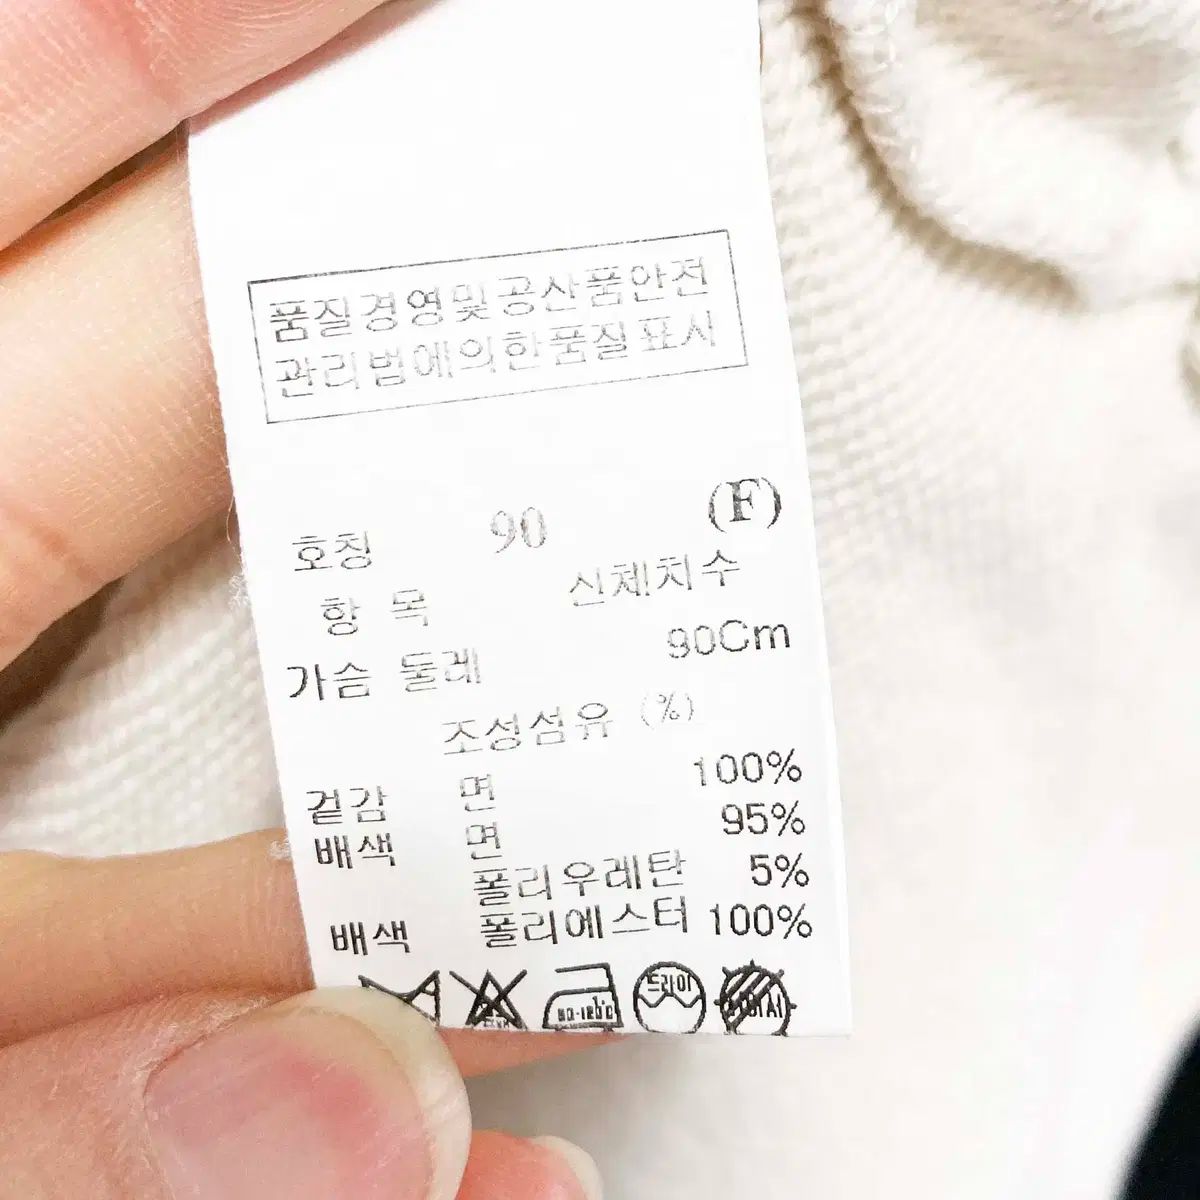 품질경영및공산품안전
관리법에의한품질표시
호칭 90 (F)
항 목 신체치수
가슴 둘레 90Cm
조성섬유 (%)
겉감 면 100%
배색 면 95%
폴리우레탄 5%
배색 폴리에스터 100%
드라이